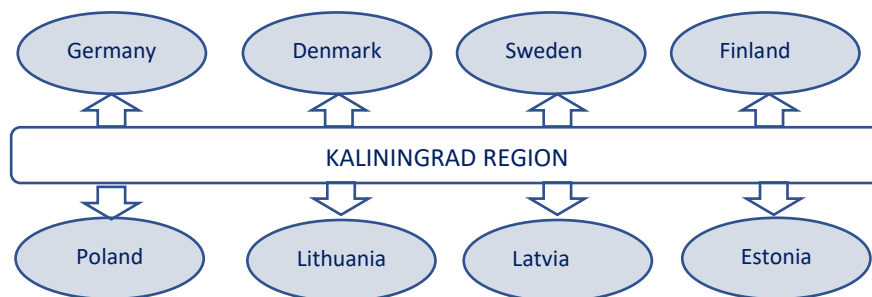 Germany Denmark Sweden Finland
KALININGRAD REGION
Poland Lithuania Latvia Estonia